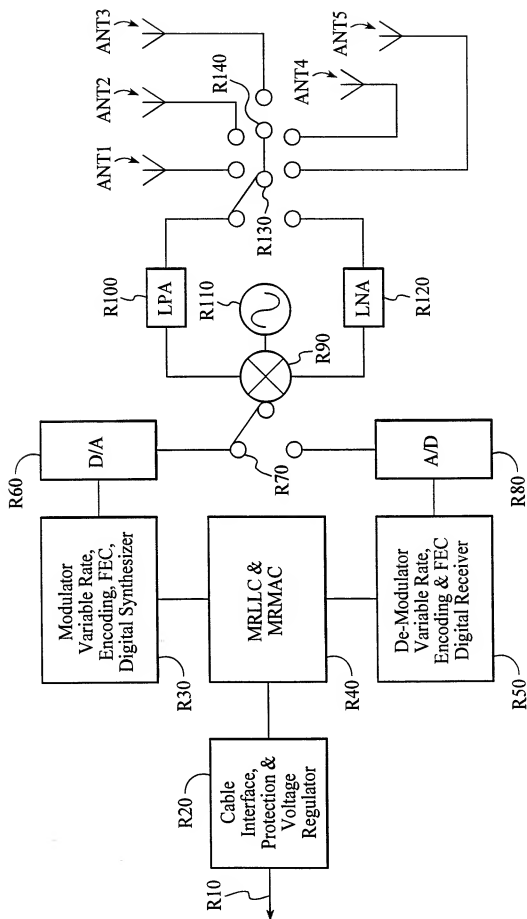 ANT1
ANT2
ANT3
R140
ANT4
ANT5
R130
R100
LPA
R110
R90
LNA
R120
R60
D/A
R70
A/D
R80
Modulator
Variable Rate,
Encoding, FEC,
Digital Synthesizer
R30
MRLLC &
MRMAC
R40
De-Modulator
Variable Rate,
Encoding & FEC
Digital Receiver
R50
R20
Cable
Interface,
Protection &
Voltage
Regulator
R10